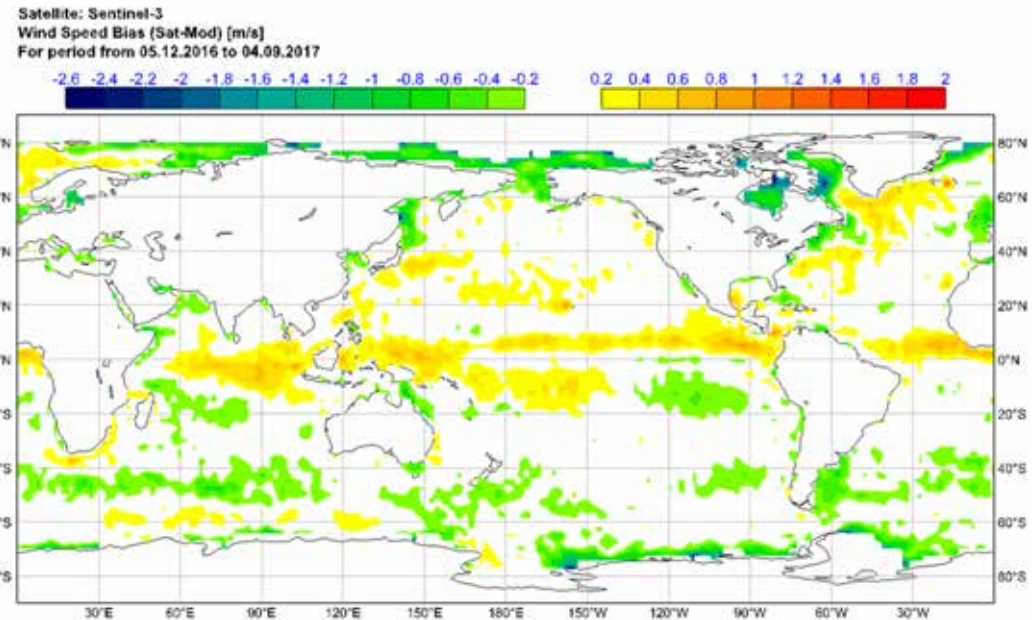 Satellite: Sentinel-3
Wind Speed Bias (Sat-Mod) [m/s]
For period from 05.12.2016 to 04.09.2017
-2.6 -2.4 -2.2 -2 -1.8 -1.6 -1.4 -1.2 -1 -0.8 -0.6 -0.4 -0.2 0.2 0.4 0.6 0.8 1 1.2 1.4 1.6 1.8 2
°N 80°N
°N 60°N
°N 40°N
°N 20°N
°N 0°N
°S 20°S
°S 40°S
°S 60°S
°S 80°S
30°E 60°E 90°E 120°E 150°E 180°E 150°W 120°W 90°W 60°W 30°W